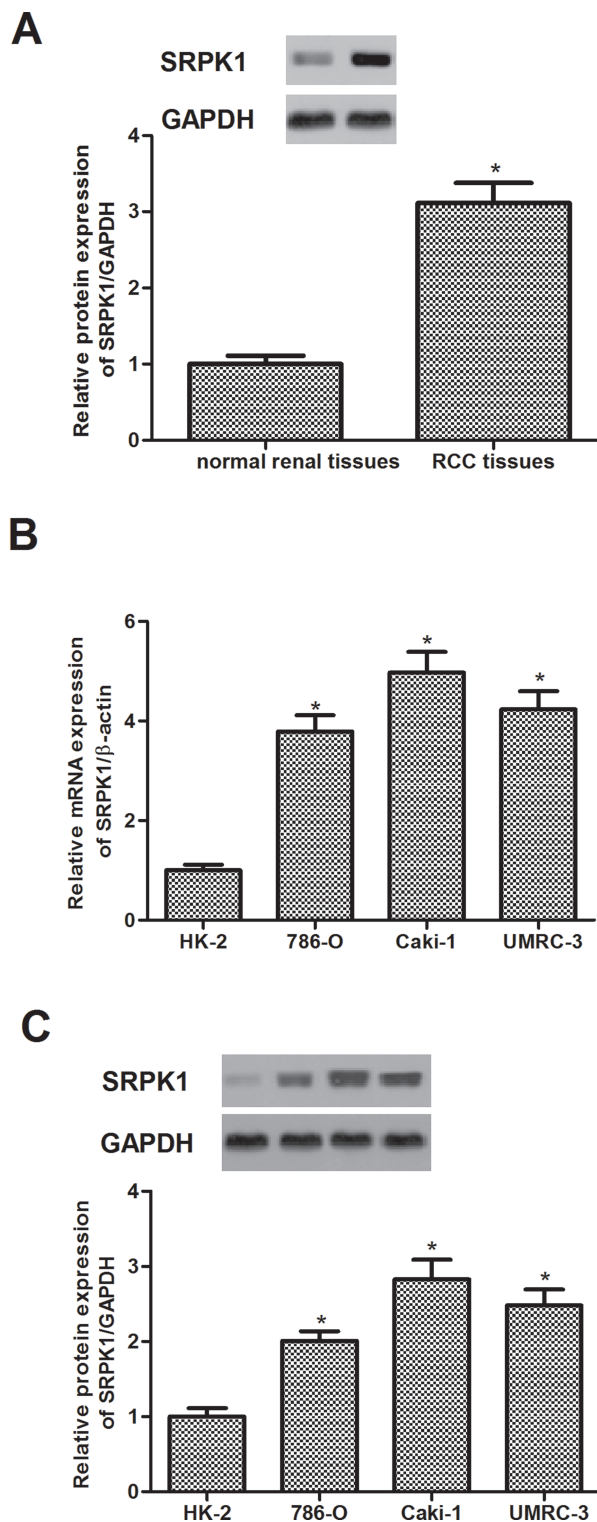 A
SRPK1
GAPDH
Relative protein expression
of SRPK1/GAPDH
4
3
2
1
0
*
normal renal tissues RCC tissues
B
Relative mRNA expression
of SRPK1/β-actin
6
4
2
0
* * *
HK-2 786-O Caki-1 UMRC-3
C
SRPK1
GAPDH
Relative protein expression
of SRPK1/GAPDH
4
3
2
1
0
* * *
HK-2 786-O Caki-1 UMRC-3